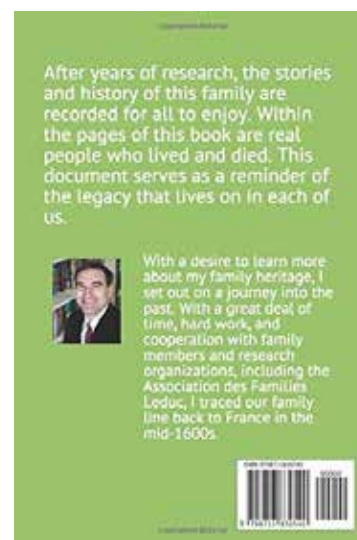 After years of research, the stories
and history of this family are
recorded for all to enjoy. Within
the pages of this book are real
people who lived and died. This
document serves as a reminder of
the legacy that lives on in each of
us.
With a desire to learn more
about my family heritage, I
set out on a journey into the
past. With a great deal of
time, hard work, and
cooperation with family
members and research
organizations, including the
Association des Familles
Leduc, I traced our family
line back to France in the
mid-1600s.